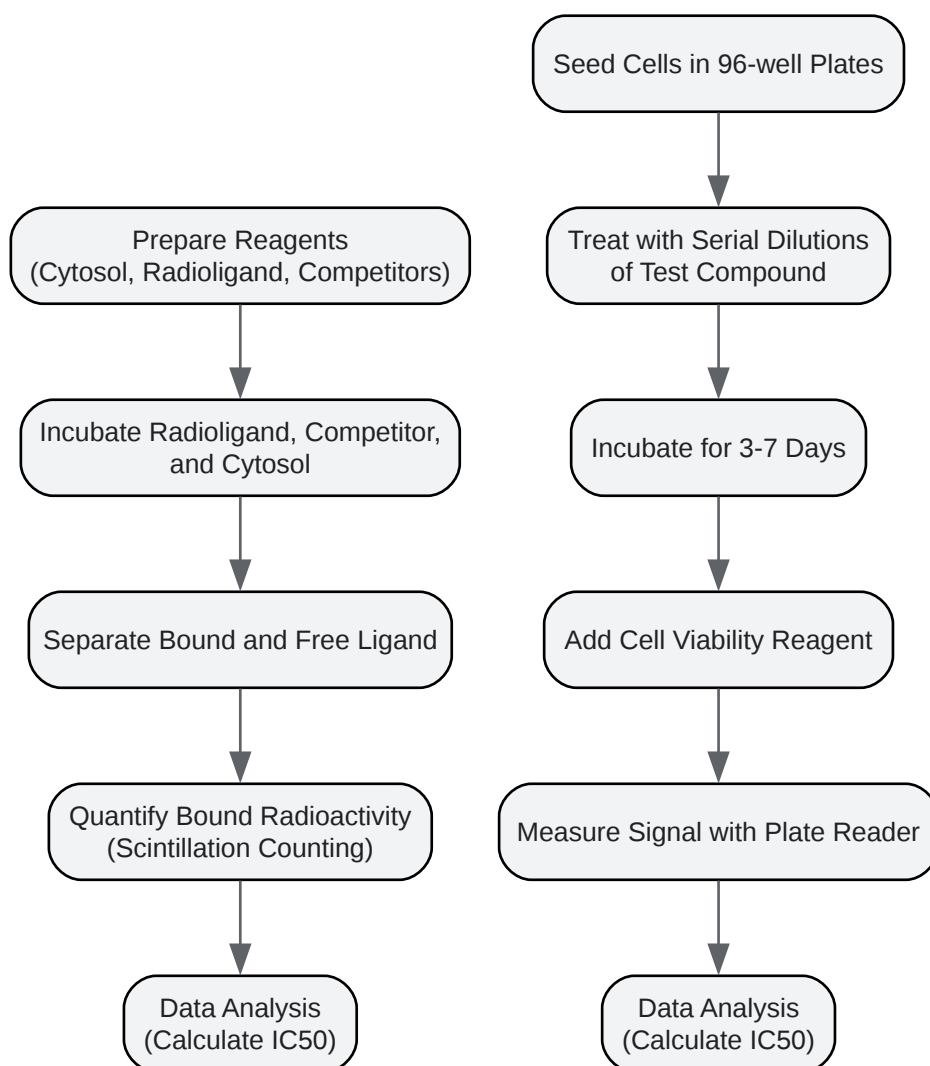 Prepare Reagents
(Cytosol, Radioligand, Competitors)
Incubate Radioligand, Competitor,
and Cytosol
Separate Bound and Free Ligand
Quantify Bound Radioactivity
(Scintillation Counting)
Data Analysis
(Calculate IC50)
Seed Cells in 96-well Plates
Treat with Serial Dilutions
of Test Compound
Incubate for 3-7 Days
Add Cell Viability Reagent
Measure Signal with Plate Reader
Data Analysis
(Calculate IC50)